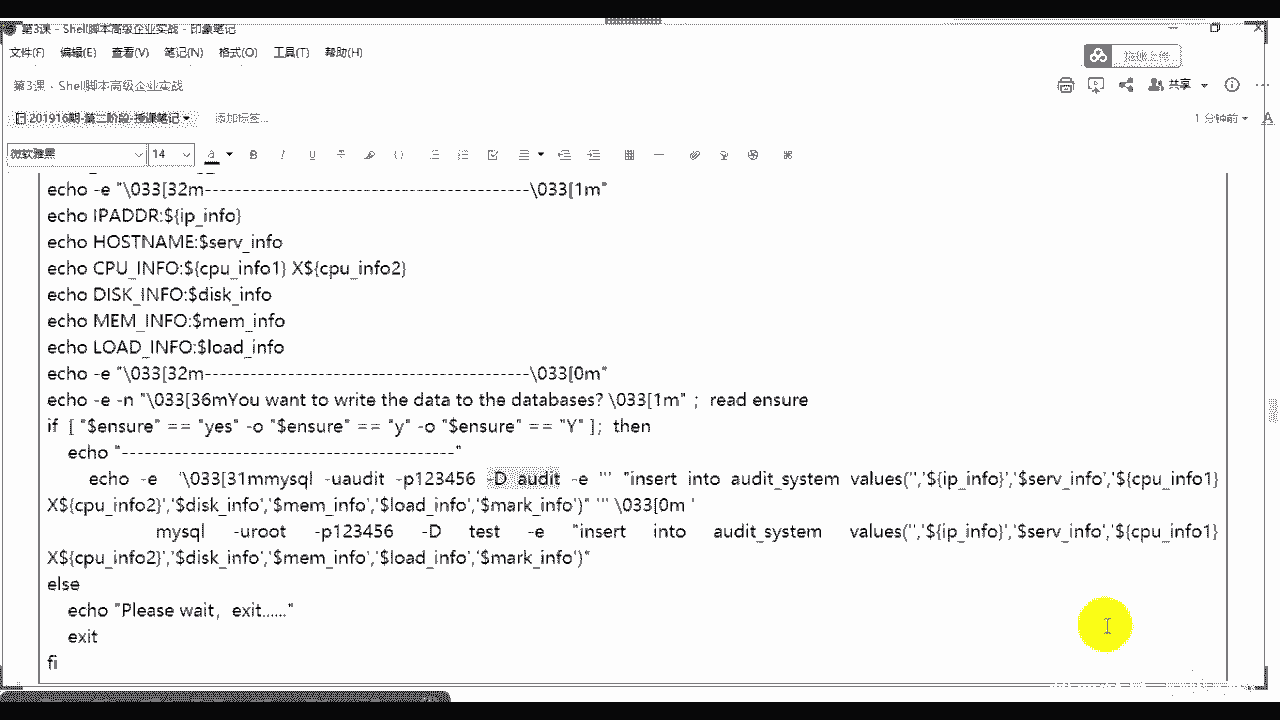 第3课 - Shell脚本高级企业实战 - 印象笔记
文件(F) 编辑(E) 查看(V) 笔记(N) 格式(O) 工具(T) 帮助(H)
拖拽上传
第3课 - Shell脚本高级企业实战
共享
201916期-第二阶段-授课笔记 添加标签...
1 分钟前
微软雅黑 14
echo -e "\033[32m-------------------------------------------\033[1m"
echo IPADDR:${ip_info}
echo HOSTNAME:$serv_info
echo CPU_INFO:${cpu_info1} X${cpu_info2}
echo DISK_INFO:$disk_info
echo MEM_INFO:$mem_info
echo LOAD_INFO:$load_info
echo -e "\033[32m-------------------------------------------\033[0m"
echo -e -n "\033[36mYou want to write the data to the databases? \033[1m" ; read ensure
if [ "$ensure" == "yes" -o "$ensure" == "y" -o "$ensure" == "Y" ]; then
echo "--------------------------------------------"
echo -e '\033[31mmysql -uaudit -p123456 -D audit -e ''' "insert into audit_system values('','${ip_info}','$serv_info','${cpu_info1}
X${cpu_info2}','$disk_info','$mem_info','$load_info','$mark_info')" ''' \033[0m '
mysql -uroot -p123456 -D test -e "insert into audit_system values('','${ip_info}','$serv_info','${cpu_info1}
X${cpu_info2}','$disk_info','$mem_info','$load_info','$mark_info')"
else
echo "Please wait，exit......"
exit
fi